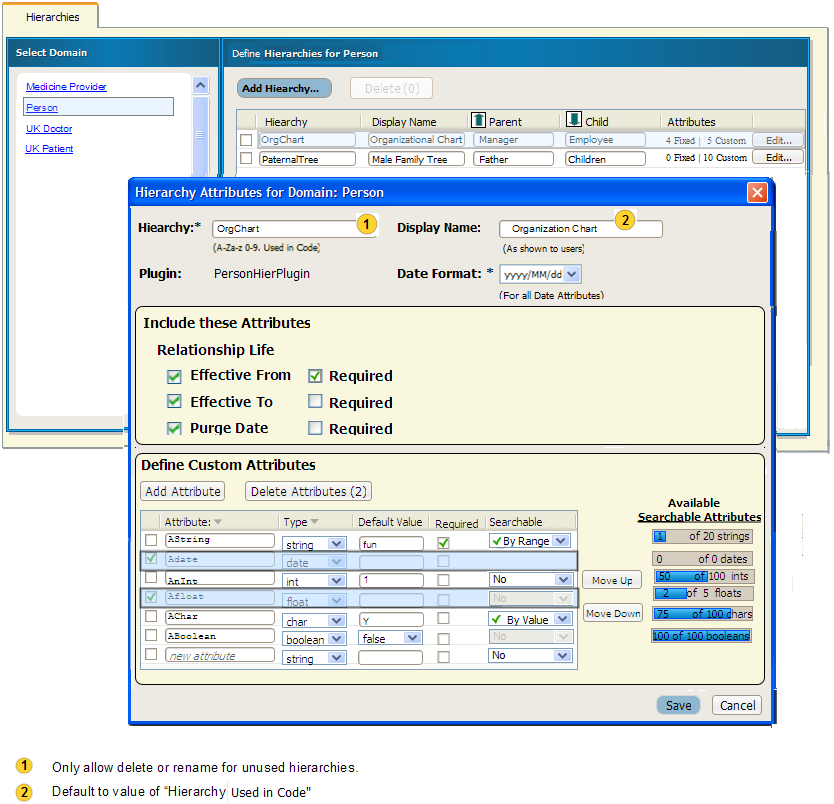 Hierarchies
Select Domain
Define Hierarchies for Person
Medicine Provider
Person
UK Doctor
UK Patient
Add Hiearchy... Delete (0)
Hiearchy Display Name Parent Child Attributes
OrgChart Organizational Chart Manager Employee 4 Fixed | 5 Custom Edit...
PaternalTree Male Family Tree Father Children 0 Fixed | 10 Custom Edit...
Hierarchy Attributes for Domain: Person
Hiearchy:* OrgChart 1 Display Name: Organization Chart 2
(A-Za-z 0-9. Used in Code) (As shown to users)
Plugin: PersonHierPlugin Date Format: * yyyy/MM/dd
(For all Date Attributes)
Include these Attributes
Relationship Life
Effective From Required
Effective To Required
Purge Date Required
Define Custom Attributes
Add Attribute Delete Attributes (2)
Attribute: Type Default Value Required Searchable
AString string fun By Range
Adate date
AnInt int 1 No
Afloat float No
AChar char Y By Value
ABoolean boolean false No
new attribute string No
Move Up
Move Down
Available
Searchable Attributes
1 of 20 strings
0 of 0 dates
50 of 100 ints
2 of 5 floats
75 of 100 chars
100 of 100 booleans
Save Cancel
1 Only allow delete or rename for unused hierarchies.
2 Default to value of “Hierarchy Used in Code"